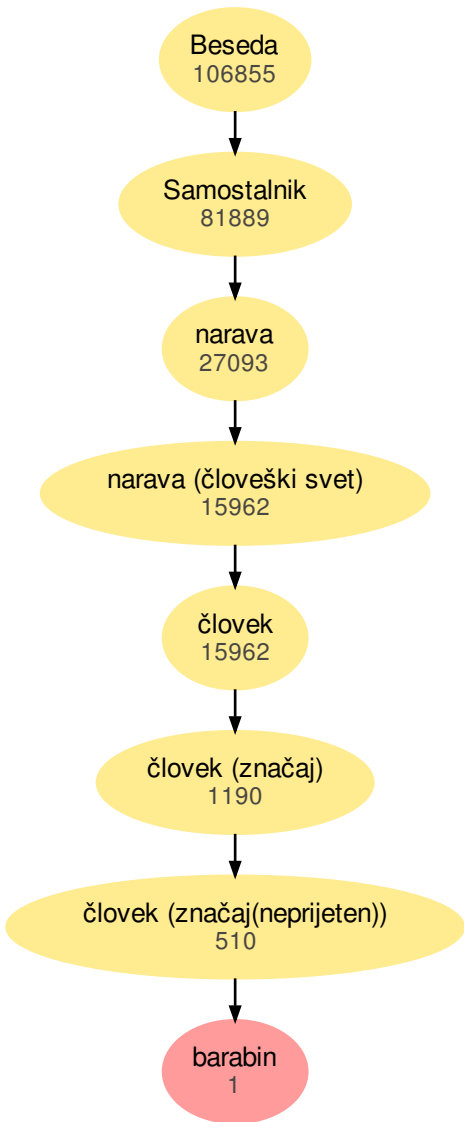 Beseda
106855
Samostalnik
81889
narava
27093
narava (človeški svet)
15962
človek
15962
človek (značaj)
1190
človek (značaj(neprijeten))
510
barabin
1